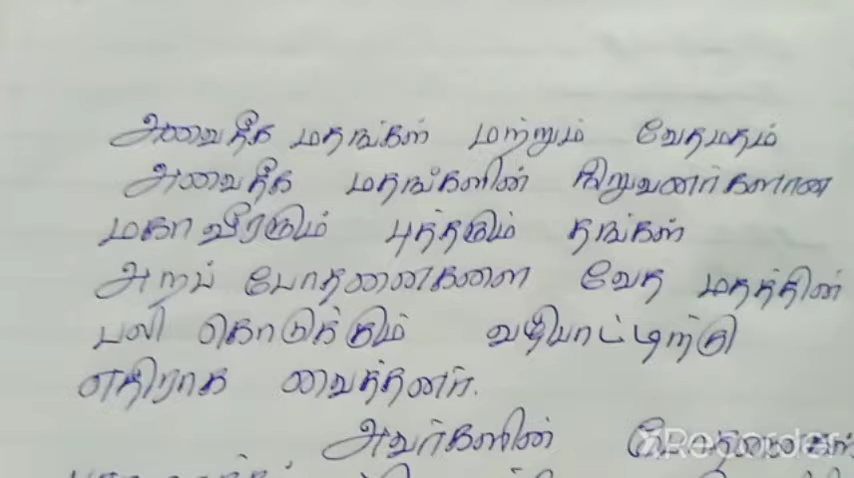 அவைதீக மதங்கள் மற்றும் வேதமதம்
அவைதீக மதங்களின் நிறுவனர்களான
மகாவீரரும் புத்தரும் தங்கள்
அறப் போதனைகளை வேத மதத்தின்
பலி கொடுக்கும் வழிபாட்டிற்கு
எதிராக வைத்தனர்.
அவர்களின்
XRecorder